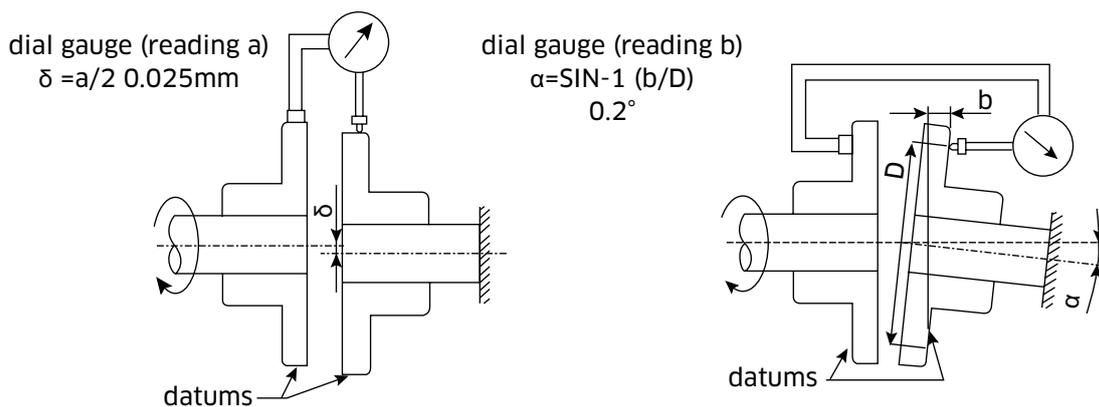 dial gauge (reading a)
δ =a/2 0.025mm
δ
datums
dial gauge (reading b)
α=SIN-1 (b/D)
0.2°
b
D
α
datums